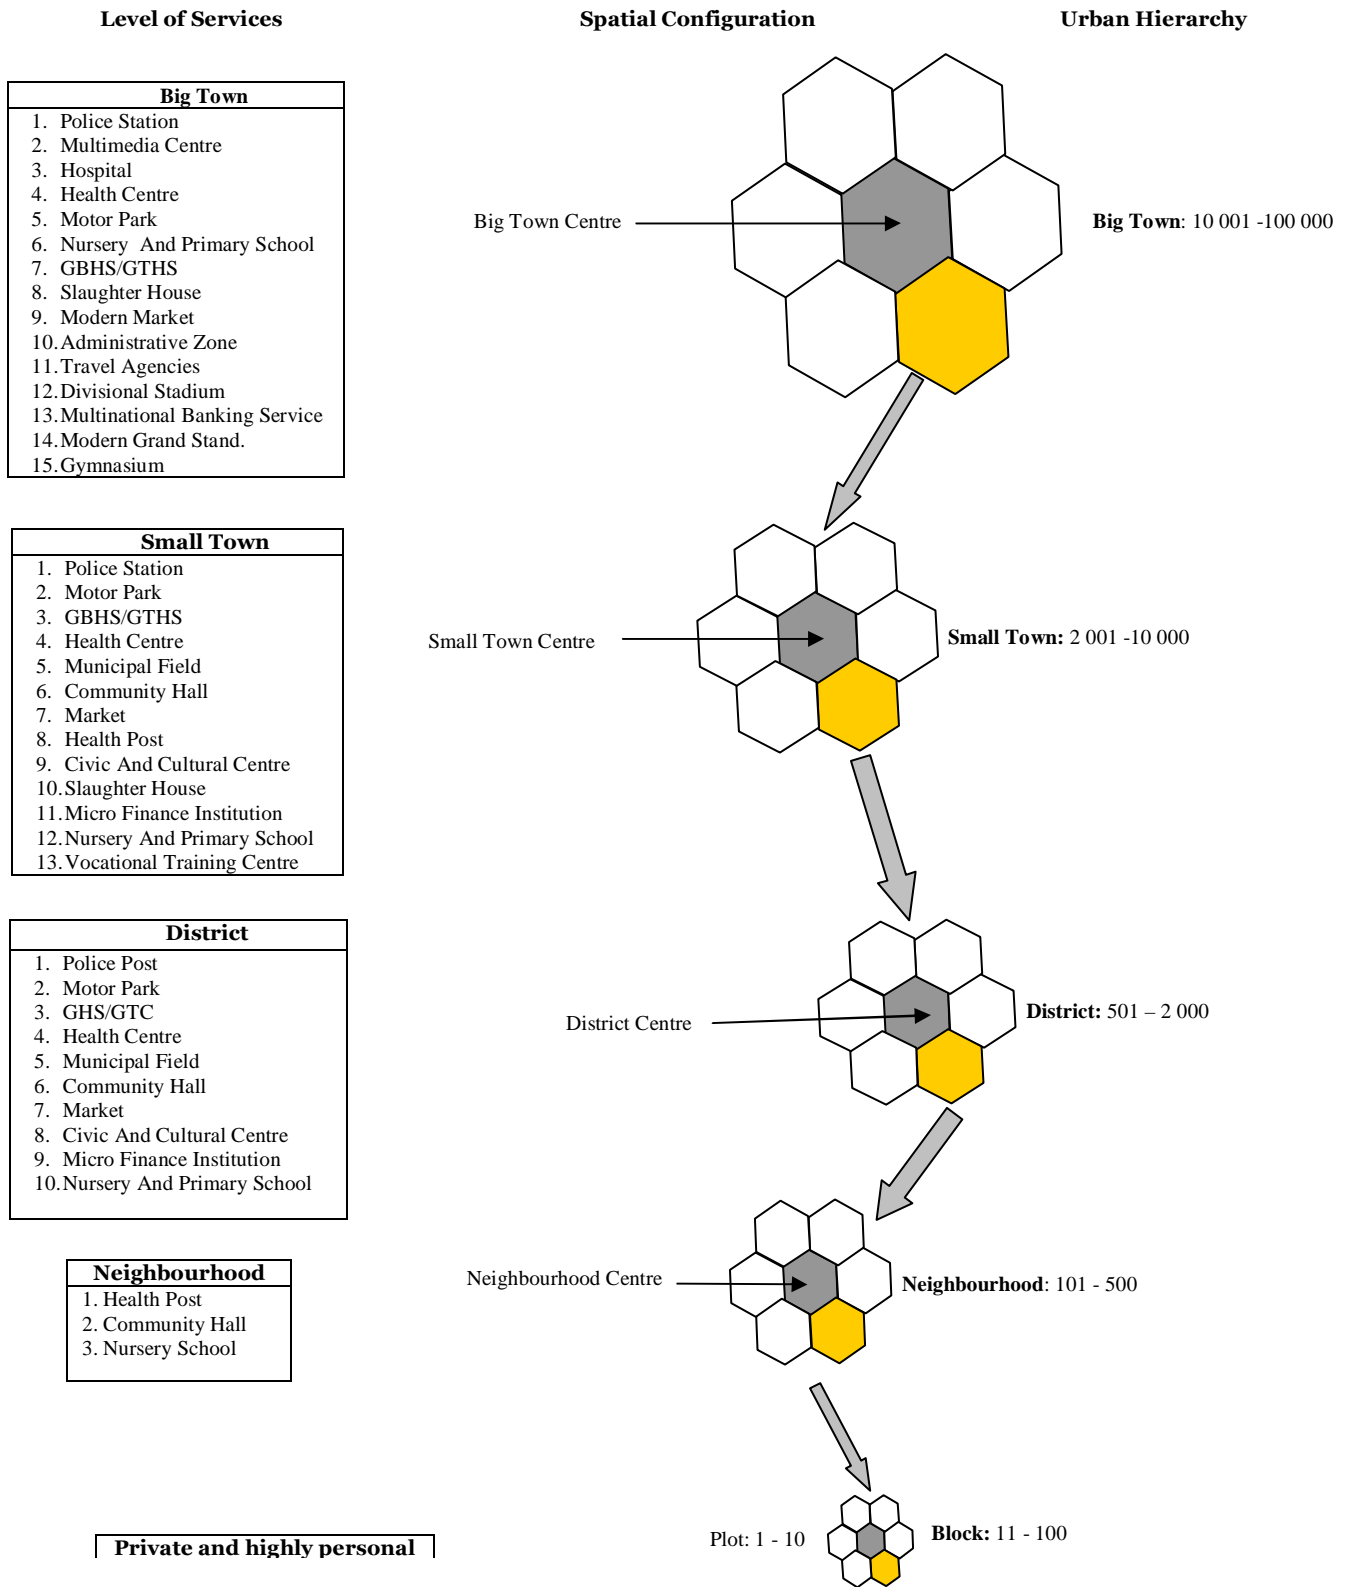 Level of Services
Spatial Configuration
Urban Hierarchy
Big Town
1. Police Station
2. Multimedia Centre
3. Hospital
4. Health Centre
5. Motor Park
6. Nursery And Primary School
7. GBHS/GTHS
8. Slaughter House
9. Modern Market
10. Administrative Zone
11. Travel Agencies
12. Divisional Stadium
13. Multinational Banking Service
14. Modern Grand Stand.
15. Gymnasium
Big Town Centre
Big Town: 10 001 -100 000
Small Town
1. Police Station
2. Motor Park
3. GBHS/GTHS
4. Health Centre
5. Municipal Field
6. Community Hall
7. Market
8. Health Post
9. Civic And Cultural Centre
10. Slaughter House
11. Micro Finance Institution
12. Nursery And Primary School
13. Vocational Training Centre
Small Town Centre
Small Town: 2 001 -10 000
District
1. Police Post
2. Motor Park
3. GHS/GTC
4. Health Centre
5. Municipal Field
6. Community Hall
7. Market
8. Civic And Cultural Centre
9. Micro Finance Institution
10. Nursery And Primary School
District Centre
District: 501 – 2 000
Neighbourhood
1. Health Post
2. Community Hall
3. Nursery School
Neighbourhood Centre
Neighbourhood: 101 - 500
Private and highly personal
Plot: 1 - 10
Block: 11 - 100